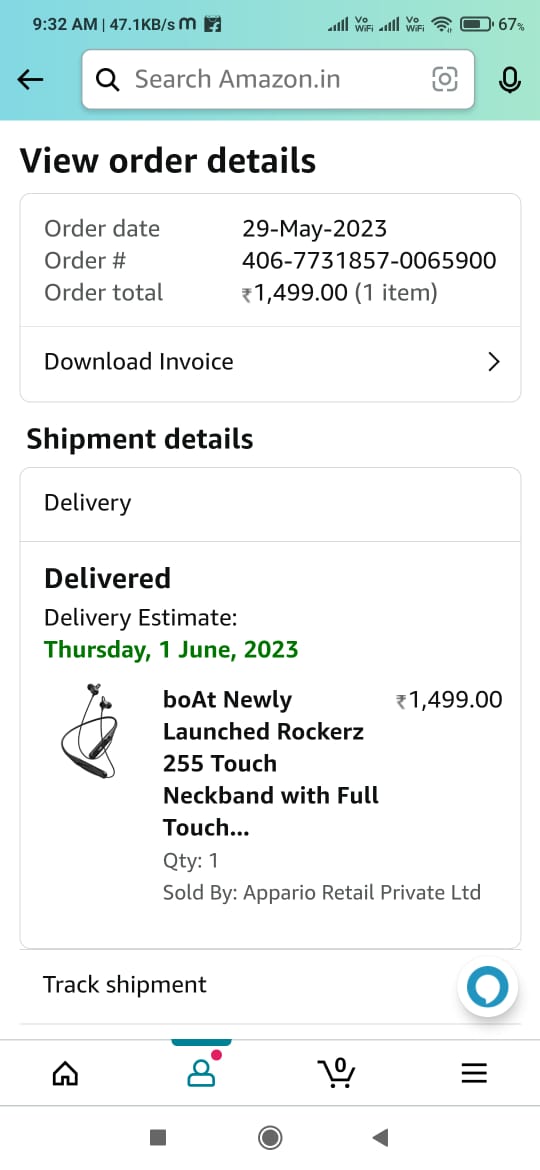 9:32 AM | 47.1KB/s m
Vo WiFi Vo WiFi 67%
Search Amazon.in
View order details
Order date 29-May-2023
Order # 406-7731857-0065900
Order total ₹1,499.00 (1 item)
Download Invoice
Shipment details
Delivery
Delivered
Delivery Estimate:
Thursday, 1 June, 2023
boAt Newly ₹1,499.00
Launched Rockerz
255 Touch
Neckband with Full
Touch...
Qty: 1
Sold By: Appario Retail Private Ltd
Track shipment
0